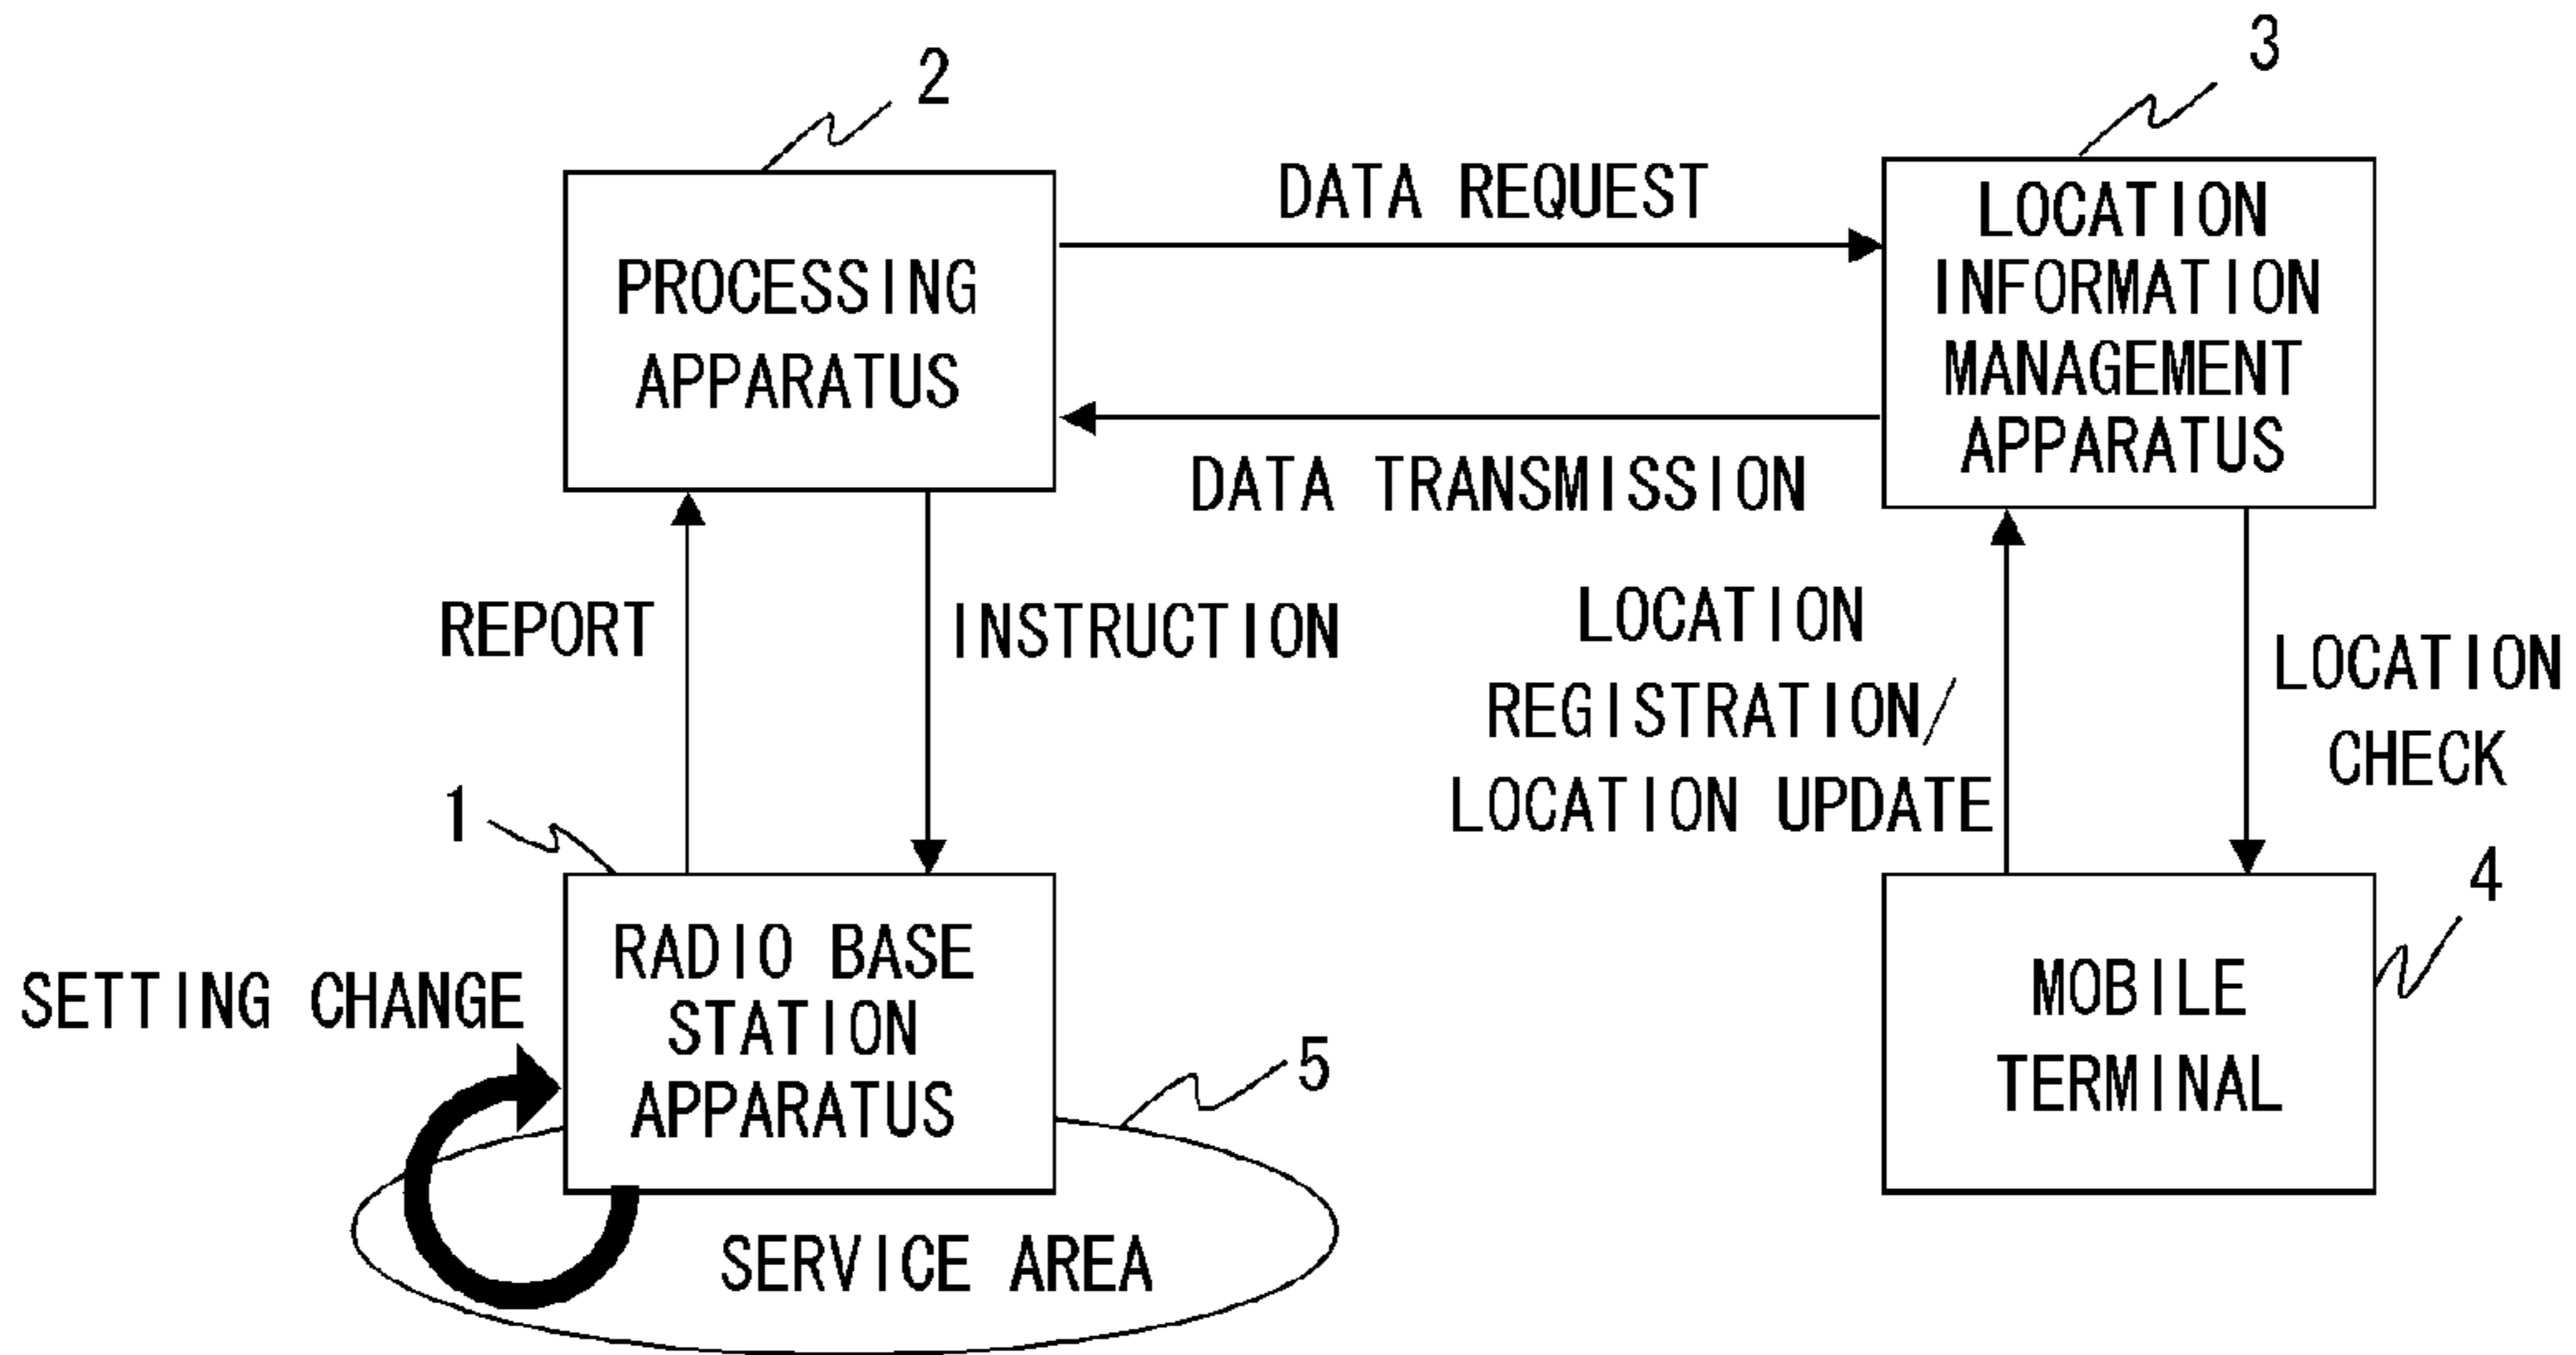 2
3
PROCESSING
APPARATUS
DATA REQUEST
DATA TRANSMISSION
LOCATION
INFORMATION
MANAGEMENT
APPARATUS
REPORT
INSTRUCTION
LOCATION
REGISTRATION/
LOCATION UPDATE
LOCATION
CHECK
1
RADIO BASE
STATION
APPARATUS
SETTING CHANGE
5
SERVICE AREA
4
MOBILE
TERMINAL